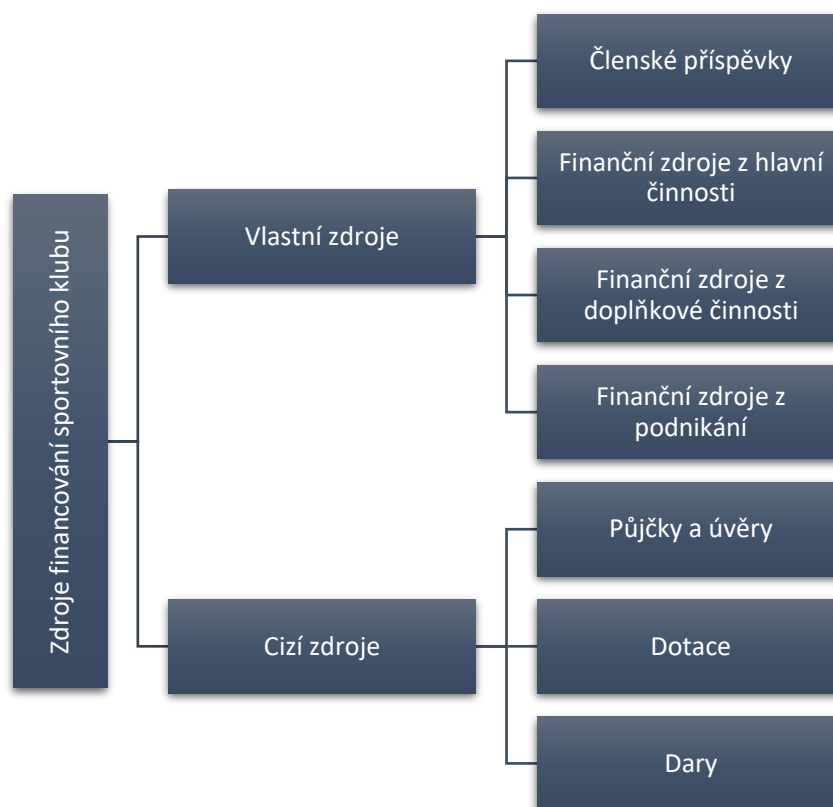 Zdroje financování sportovního klubu
Vlastní zdroje
Členské příspěvky
Finanční zdroje z hlavní
činnosti
Finanční zdroje z
doplňkové činnosti
Finanční zdroje z
podnikání
Cizí zdroje
Půjčky a úvěry
Dotace
Dary